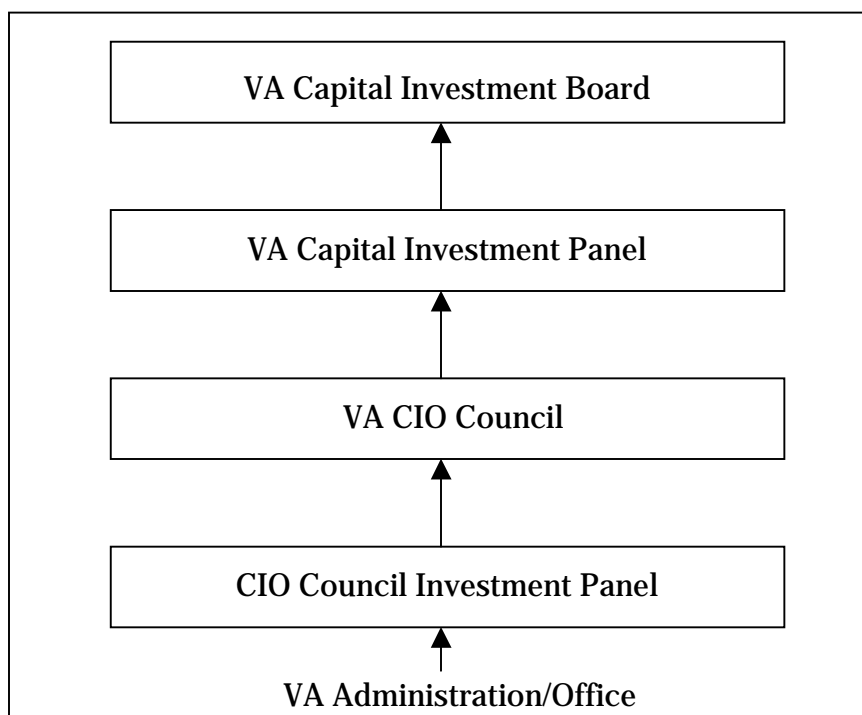 VA Capital Investment Board
VA Capital Investment Panel
VA CIO Council
CIO Council Investment Panel
VA Administration/Office